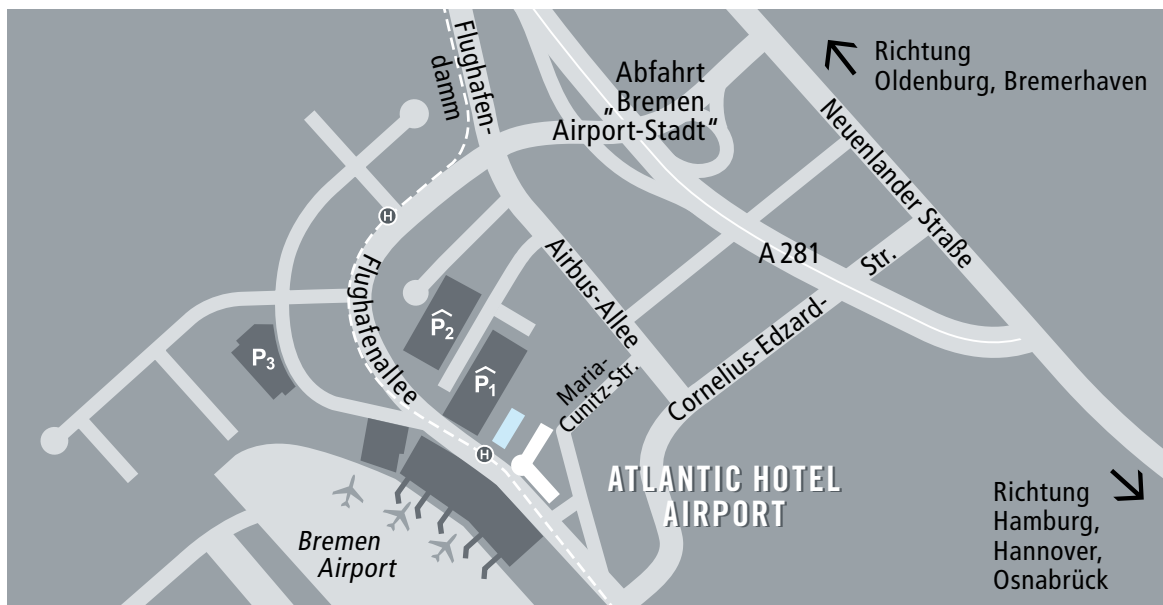 Flughafen-
damm
Abfahrt
Bremen
„Airport-Stadt“
Richtung
Oldenburg, Bremerhaven
Neuenlander Straße
H
Airbus-Allee
A 281
Cornelius-Edzard-
Str.
Flughafenallee
P2
P3
P1
Maria-
Cunitz-Str.
H
ATLANTIC HOTEL
AIRPORT
Bremen
Airport
Richtung
Hamburg,
Hannover,
Osnabrück